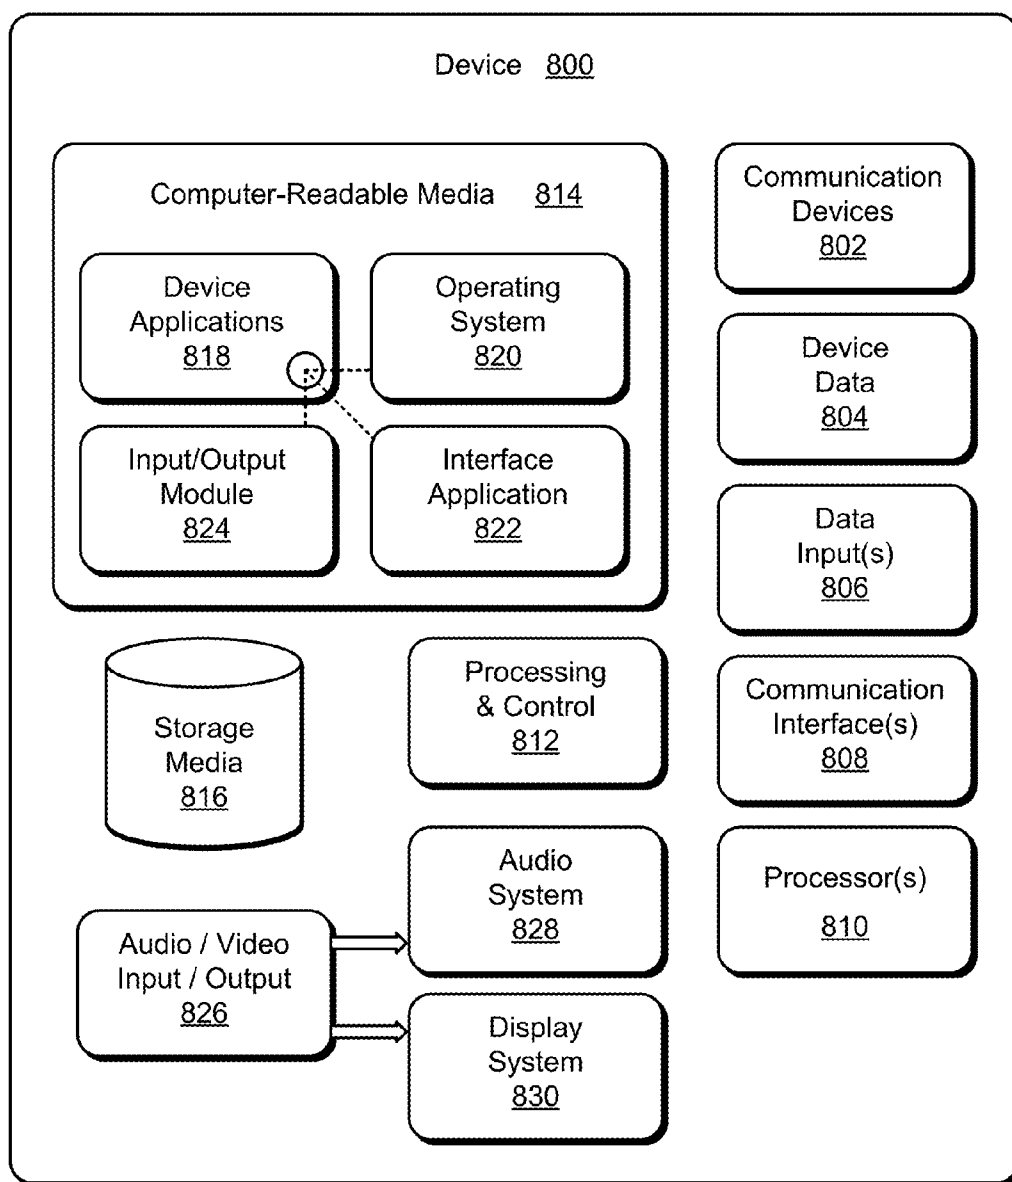 Device 800
Computer-Readable Media 814
Device
Applications
818
Operating
System
820
Input/Output
Module
824
Interface
Application
822
Communication
Devices
802
Device
Data
804
Data
Input(s)
806
Communication
Interface(s)
808
Processor(s)
810
Storage
Media
816
Processing
& Control
812
Audio / Video
Input / Output
826
Audio
System
828
Display
System
830